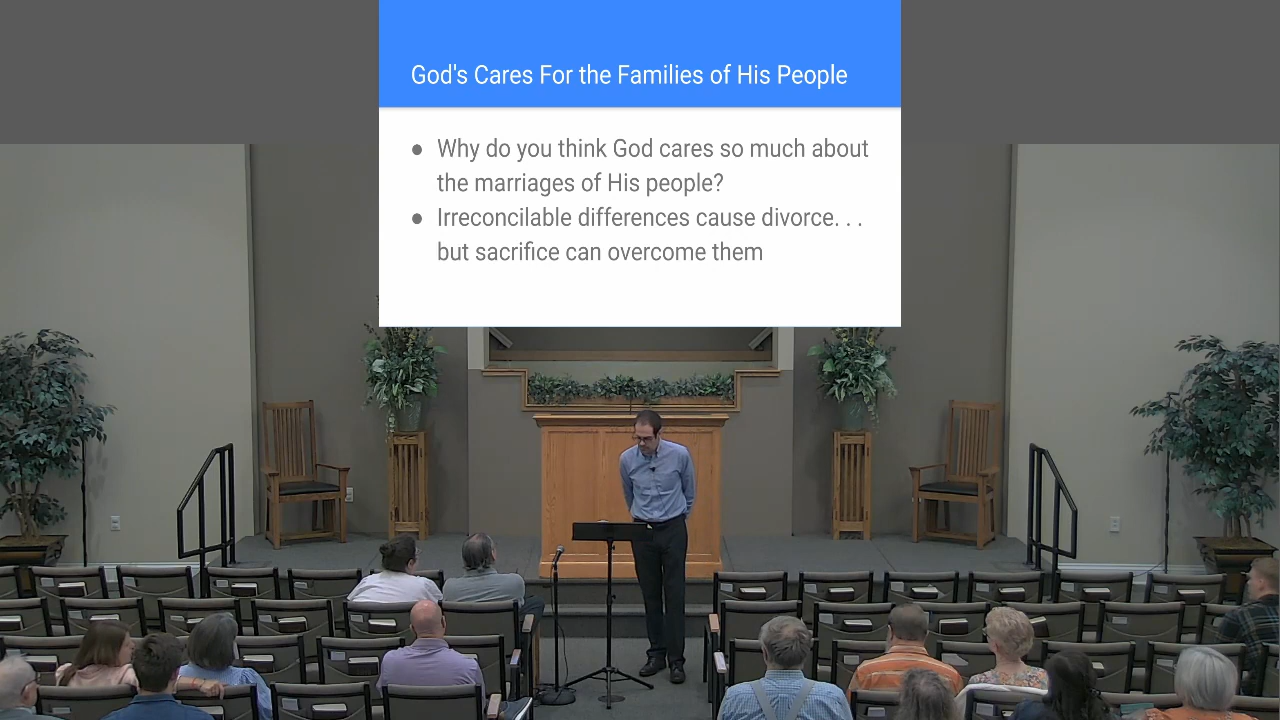 God's Cares For the Families of His People
● Why do you think God cares so much about
the marriages of His people?
● Irreconcilable differences cause divorce. . .
but sacrifice can overcome them